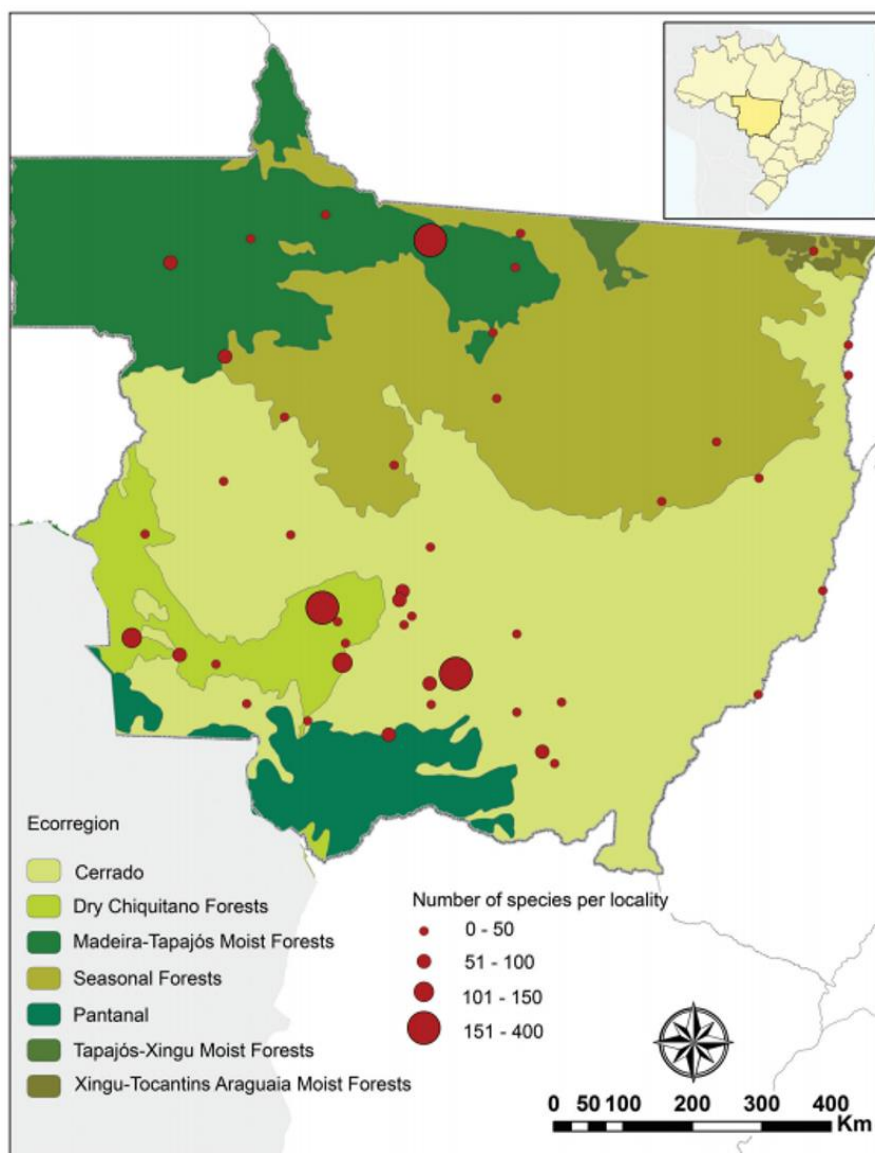 Ecorregion
Cerrado
Dry Chiquitano Forests
Madeira-Tapajós Moist Forests
Seasonal Forests
Pantanal
Tapajós-Xingu Moist Forests
Xingu-Tocantins Araguaia Moist Forests
Number of species per locality
0 - 50
51 - 100
101 - 150
151 - 400
0 50 100 200 300 400
Km